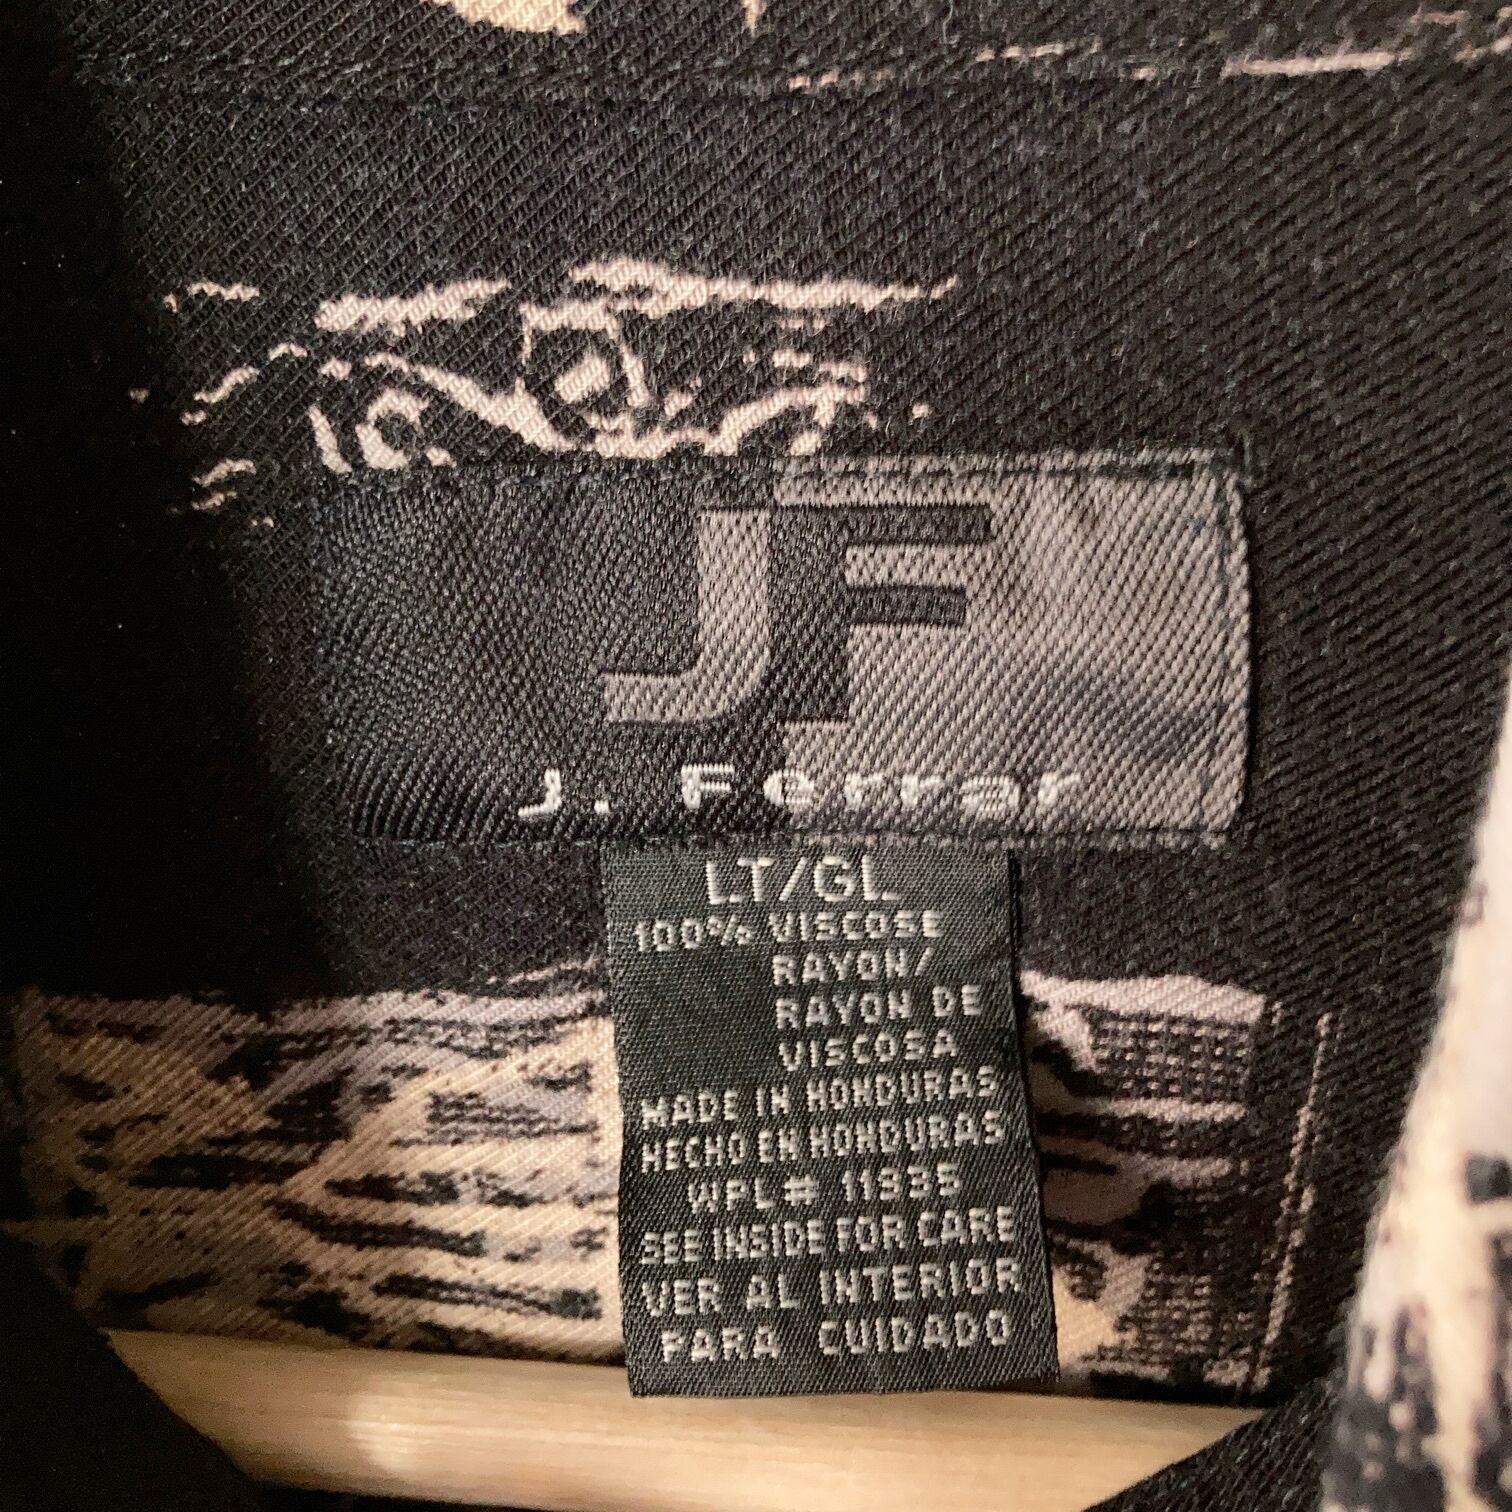 JF
J. Ferrar
LT/GL
100% VISCOSE
RAYON/
RAYON DE
VISCOSA
MADE IN HONDURAS
HECHO EN HONDURAS
WPL# 11335
SEE INSIDE FOR CARE
VER AL INTERIOR
PARA CUIDADO